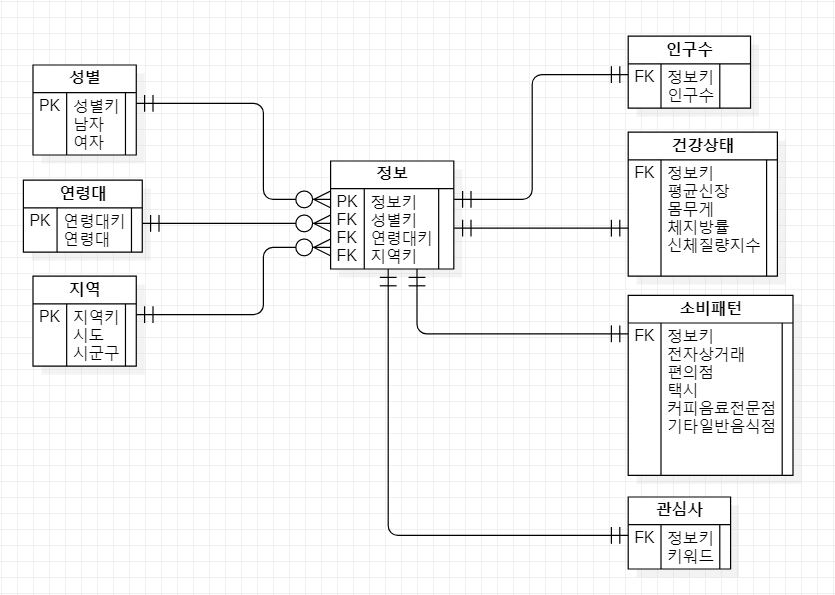 성별
PK 성별키
남자
여자
연령대
PK 연령대키
연령대
지역
PK 지역키
시도
시군구
정보
PK 정보키
FK 성별키
FK 연령대키
FK 지역키
인구수
FK 정보키
인구수
건강상태
FK 정보키
평균신장
몸무게
체지방률
신체질량지수
소비패턴
FK 정보키
전자상거래
편의점
택시
커피음료전문점
기타일반음식점
관심사
FK 정보키
키워드